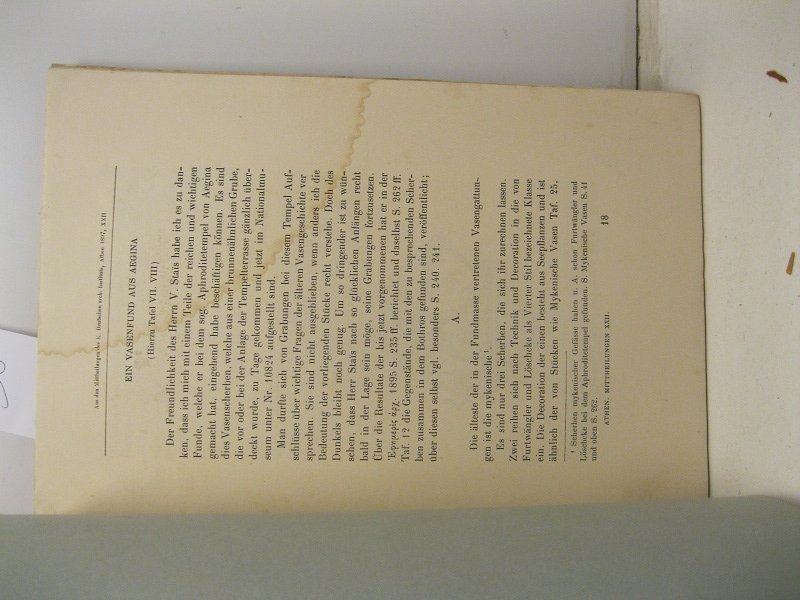 Aus den Mittheilungen des k. Deutschen arch. Instituts, Athen 1897, XXII
EIN VASENFUND AUS AEGINA
(Hierzu Tafel VII. VIII)
Der Freundlichkeit des Herrn V. Stais habe ich es zu dan-
ken, dass ich mich mit einem Teile der reichen und wichtigen
Funde, welche er bei dem sog. Aphroditetempel von Aegina
gemacht hat, eingehend habe beschäftigen können. Es sind
dies Vasenscherben, welche aus einer brunnenähnlichen Grube,
die vor oder bei der Anlage der Tempelterrasse gänzlich über-
deckt wurde, zu Tage gekommen und jetzt im Nationalmu-
seum unter Nr. 10824 aufgestellt sind.
Man durfte sich von Grabungen bei diesem Tempel Auf-
schlüsse über wichtige Fragen der älteren Vasengeschichte ver
sprechen. Sie sind nicht ausgeblieben, wenn anders ich die
Bedeutung der vorliegenden Stücke recht verstehe. Doch des
Dunkels bleibt noch genug. Um so dringender ist zu wün-
schen, dass Herr Stais nach so glücklichen Anfängen recht
bald in der Lage sein möge, seine Grabungen fortzusetzen.
Über die Resultate der bis jetzt vorgenommenen hat er in der
Ἐφημερὶς ἀρχ. 1895 S. 235 ff. berichtet und daselbst S. 262 ff.
Taf. 12 die Gegenstände, die mit den zu besprechenden Scher-
ben zusammen in dem Bothros gefunden sind, veröffentlicht;
über diesen selbst vgl. besonders S. 240. 241.
A.
Die älteste der in der Fundmasse vertretenen Vasengattun-
gen ist die mykenische¹.
Es sind nur drei Scherben, die sich ihr zurechnen lassen.
Zwei reihen sich nach Technik und Decoration in die von
Furtwängler und Löschcke als Vierter Stil bezeichnete Klasse
ein. Die Decoration der einen besteht aus Seepflanzen und ist
ähnlich der von Stücken wie Mykenische Vasen Taf. 25,
¹ Scherben mykenischer Gefässe haben u. A. schon Furtwängler und
Löschcke bei dem Aphroditetempel gefunden. S. Mykenische Vasen S. 41
und oben S. 262.
ATHEN. MITTHEILUNGEN XXII.
18